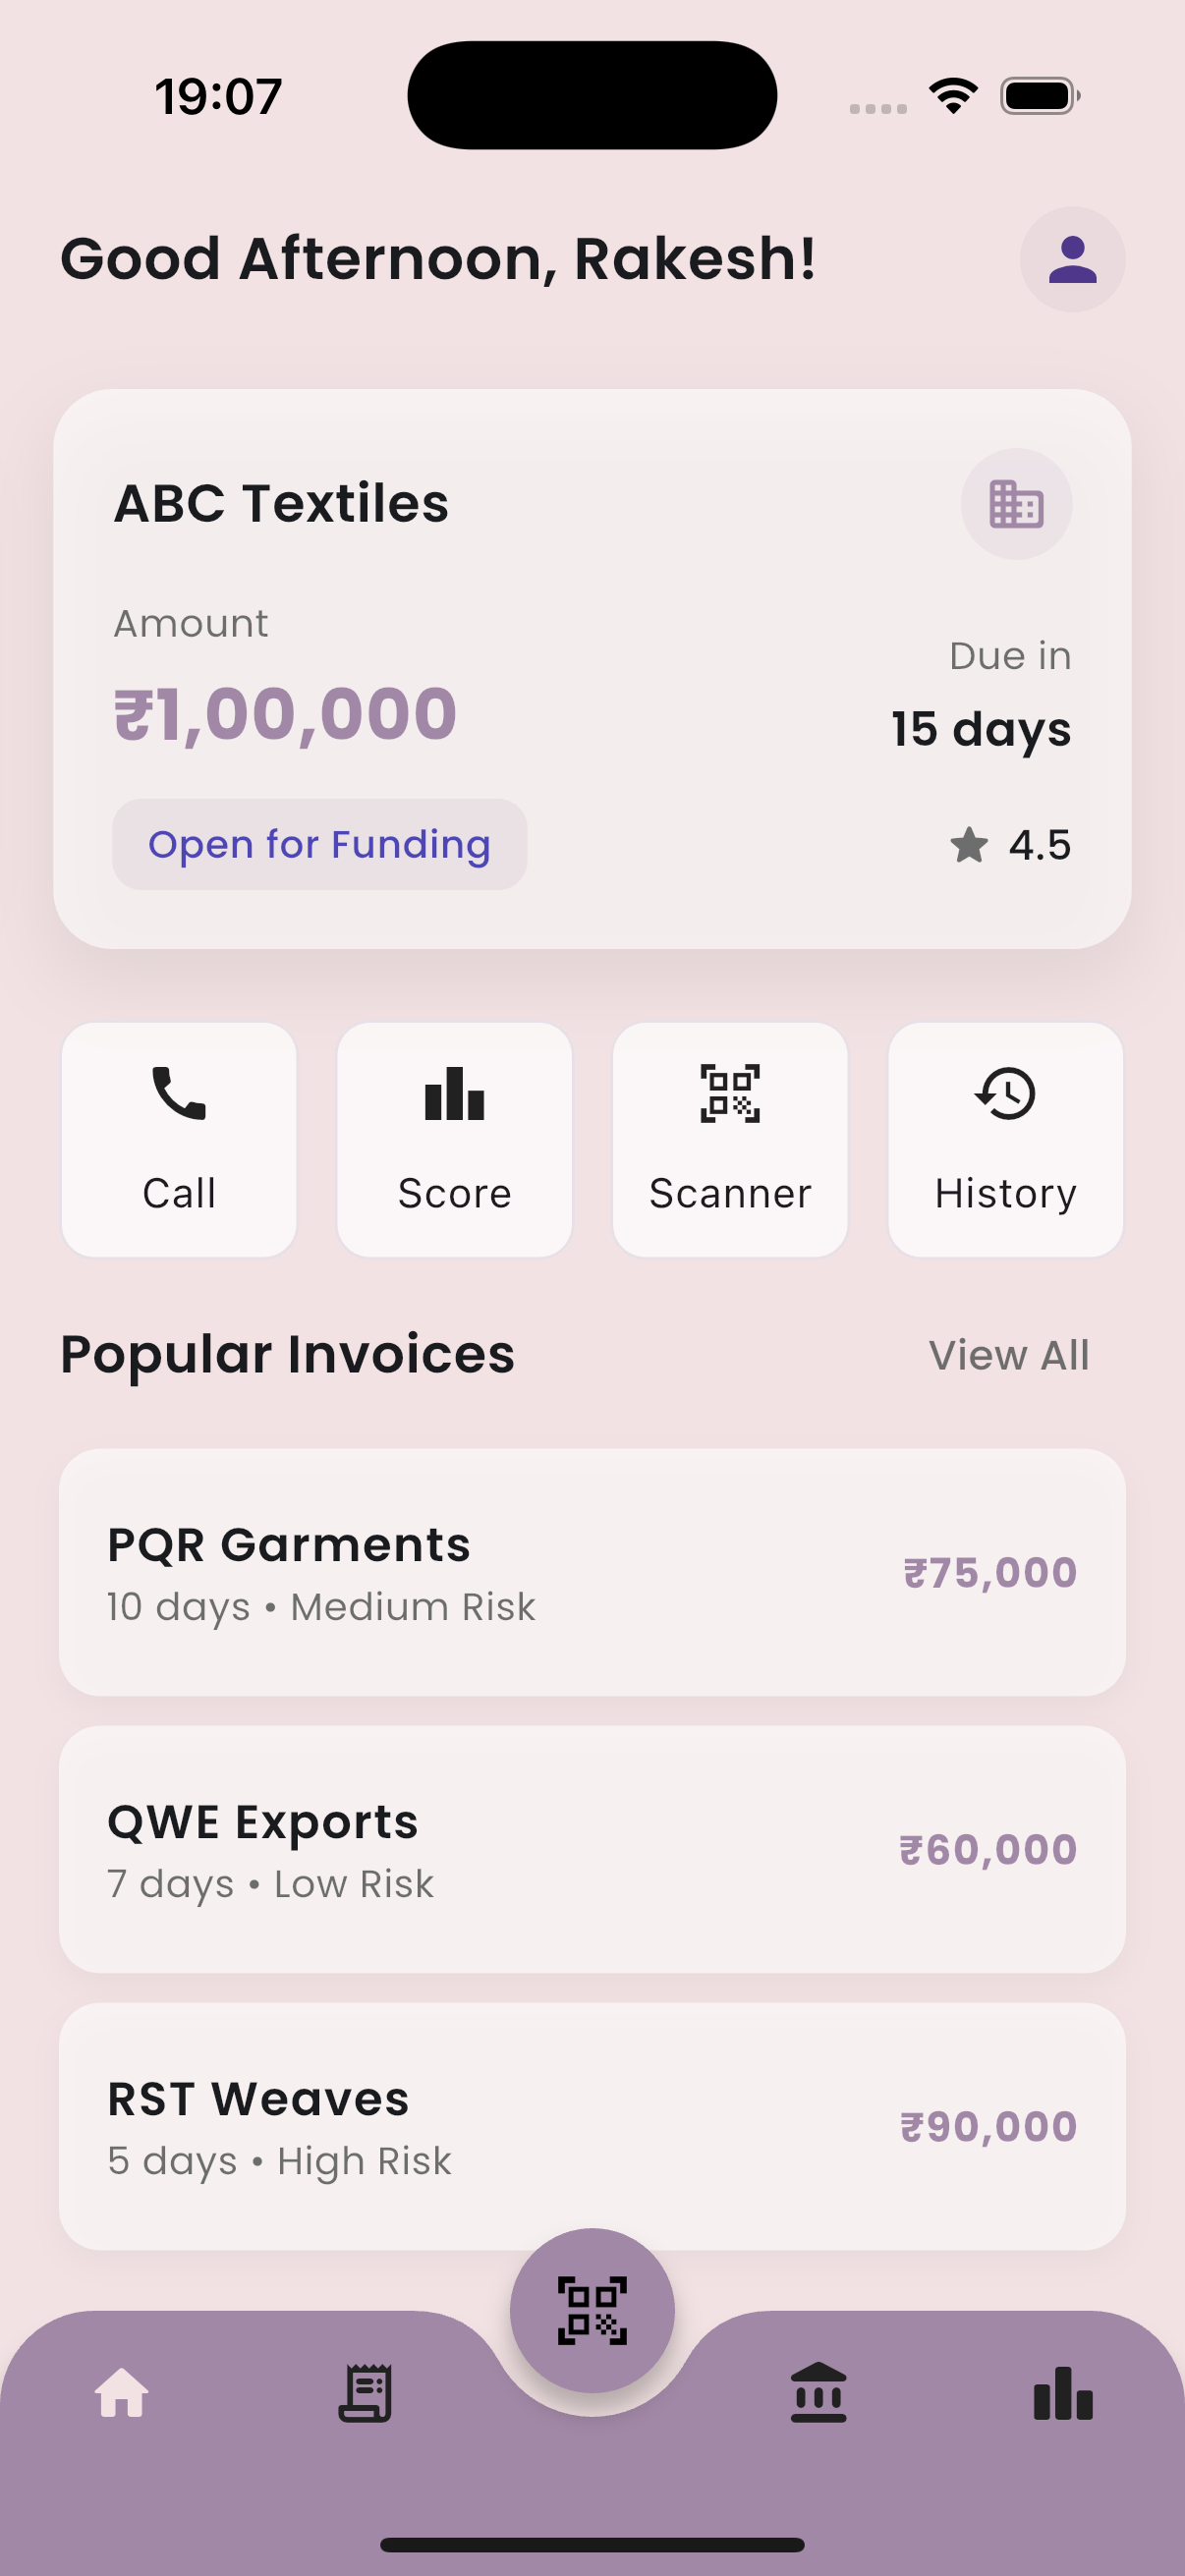 19:07
Good Afternoon, Rakesh!
ABC Textiles
Amount
₹1,00,000
Due in
15 days
Open for Funding
4.5
Call
Score
Scanner
History
Popular Invoices
View All
PQR Garments
10 days • Medium Risk
₹75,000
QWE Exports
7 days • Low Risk
₹60,000
RST Weaves
5 days • High Risk
₹90,000